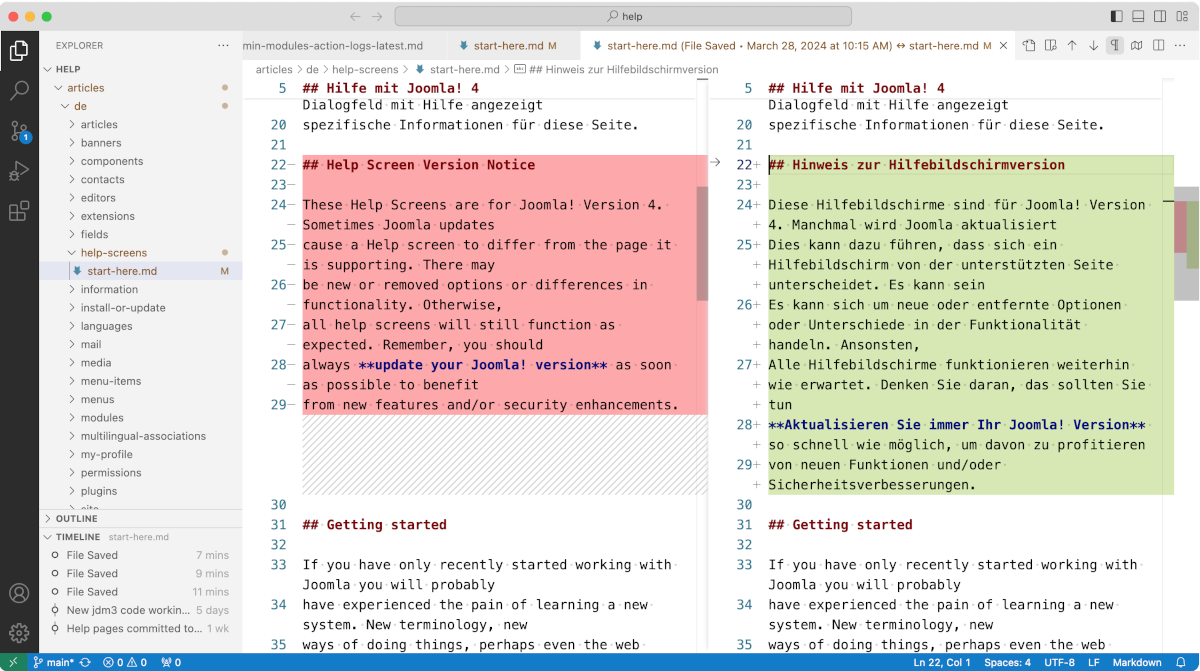 help
EXPLORER
HELP
articles
de
articles
banners
components
contacts
editors
extensions
fields
help-screens
start-here.md M
information
install-or-update
languages
mail
media
menu-items
menus
modules
multilingual-associations
my-profile
permissions
plugins
OUTLINE
TIMELINE start-here.md
File Saved 7 mins
File Saved 9 mins
File Saved 11 mins
New jdm3 code workin... 5 days
Help pages committed to... 1 wk
min-modules-action-logs-latest.md
start-here.md M
start-here.md (File Saved • March 28, 2024 at 10:15 AM) ↔ start-here.md M
articles > de > help-screens > start-here.md > ## Hinweis zur Hilfebildschirmversion
5 ## Hilfe mit Joomla! 4
Dialogfeld mit Hilfe angezeigt
20 spezifische Informationen für diese Seite.
21
22− ## Help Screen Version Notice
23−
24− These Help Screens are for Joomla! Version 4.
− Sometimes Joomla updates
25− cause a Help screen to differ from the page it
− is supporting. There may
26− be new or removed options or differences in
− functionality. Otherwise,
27− all help screens will still function as
− expected. Remember, you should
28− always **update your Joomla! version** as soon
− as possible to benefit
29− from new features and/or security enhancements.
30
31 ## Getting started
32
33 If you have only recently started working with
Joomla you will probably
34 have experienced the pain of learning a new
system. New terminology, new
35 ways of doing things, perhaps even the web
5 ## Hilfe mit Joomla! 4
Dialogfeld mit Hilfe angezeigt
20 spezifische Informationen für diese Seite.
21
22+ ## Hinweis zur Hilfebildschirmversion
23+
24+ Diese Hilfebildschirme sind für Joomla! Version
+ 4. Manchmal wird Joomla aktualisiert
25+ Dies kann dazu führen, dass sich ein
+ Hilfebildschirm von der unterstützten Seite
+ unterscheidet. Es kann sein
26+ Es kann sich um neue oder entfernte Optionen
+ oder Unterschiede in der Funktionalität
+ handeln. Ansonsten,
27+ Alle Hilfebildschirme funktionieren weiterhin
+ wie erwartet. Denken Sie daran, das sollten Sie
+ tun
28+ **Aktualisieren Sie immer Ihr Joomla! Version**
+ so schnell wie möglich, um davon zu profitieren
29+ von neuen Funktionen und/oder
+ Sicherheitsverbesserungen.
30
31 ## Getting started
32
33 If you have only recently started working with
Joomla you will probably
34 have experienced the pain of learning a new
system. New terminology, new
35 ways of doing things, perhaps even the web
1
main* 0 0 0
Ln 22, Col 1 Spaces: 4 UTF-8 LF Markdown